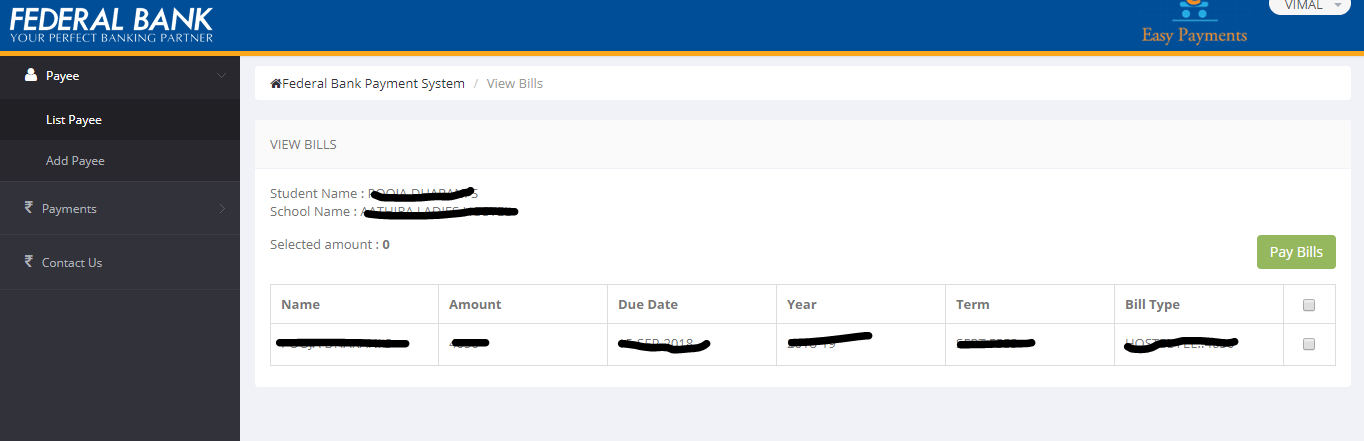 FEDERAL BANK
YOUR PERFECT BANKING PARTNER
Easy Payments
VIMAL
Payee
List Payee
Add Payee
₹ Payments
₹ Contact Us
Federal Bank Payment System / View Bills
VIEW BILLS
Student Name :
School Name :
Selected amount : 0
Pay Bills
Name Amount Due Date Year Term Bill Type